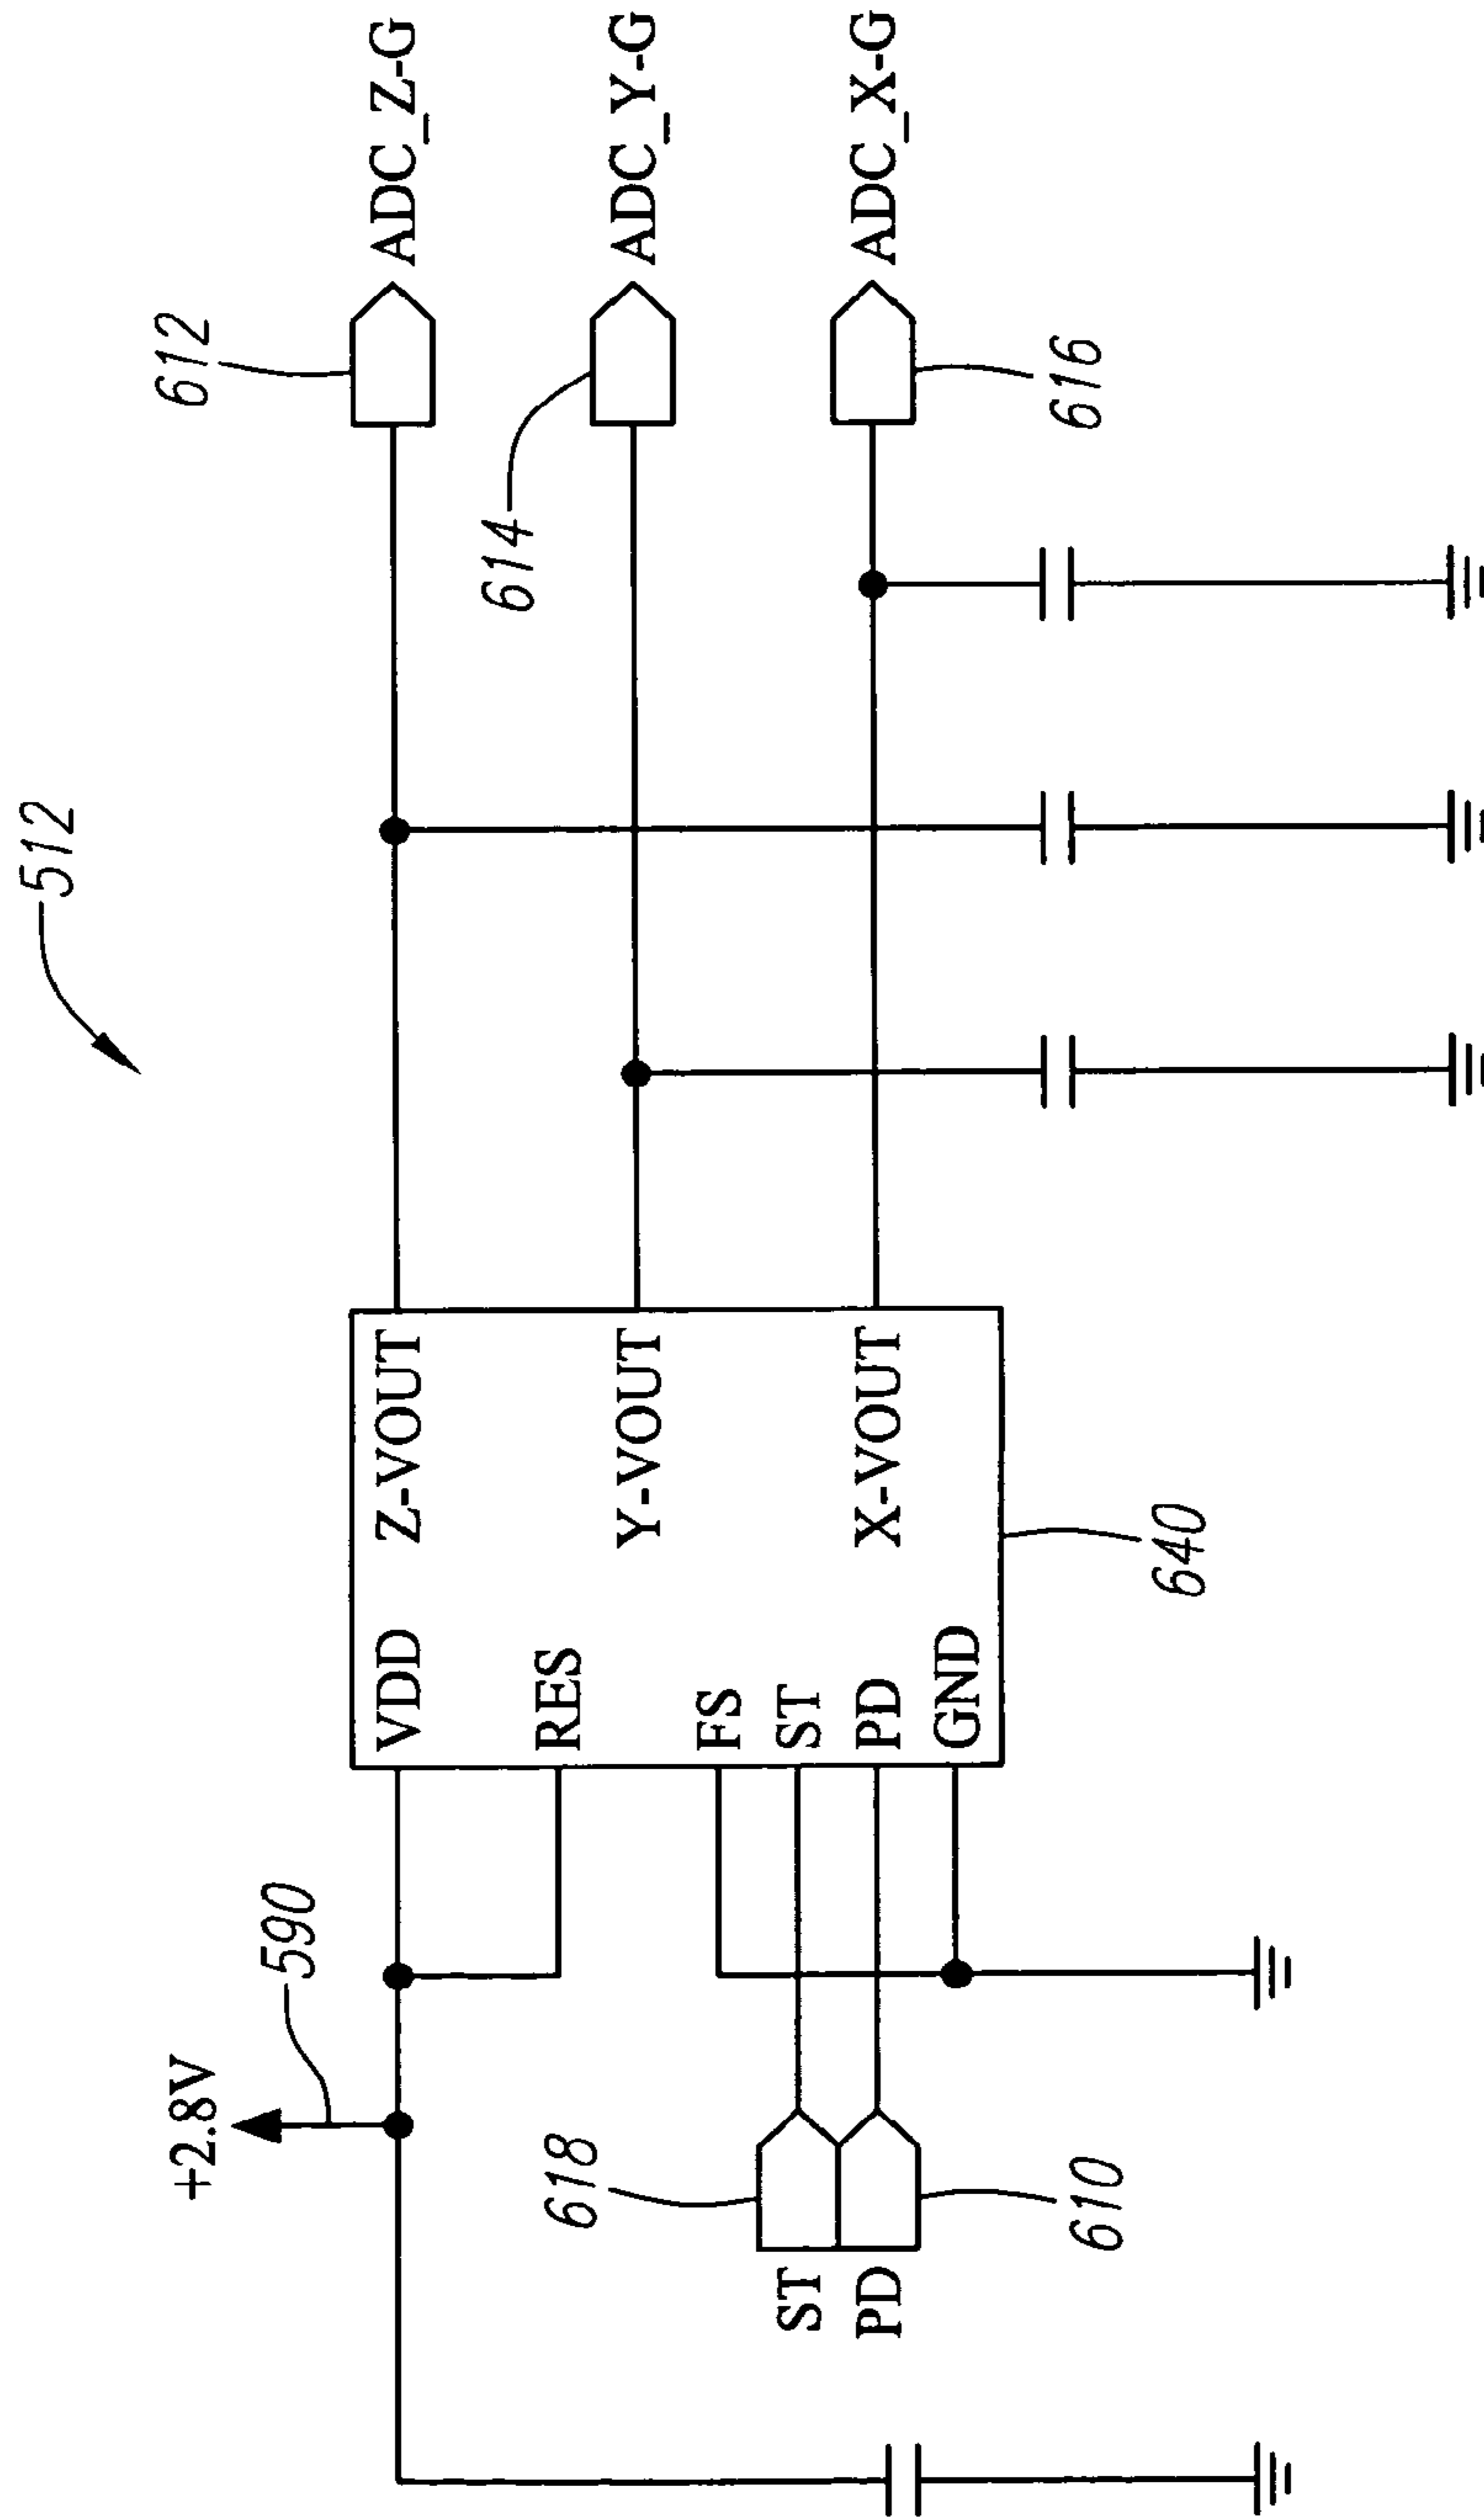 512
+2.8V
590
612
VDD
Z-VOUT
ADC_Z-G
RES
614
618
FS
Y-VOUT
ADC_Y-G
ST
ST
PD
PD
X-VOUT
ADC_X-G
GND
610
640
616